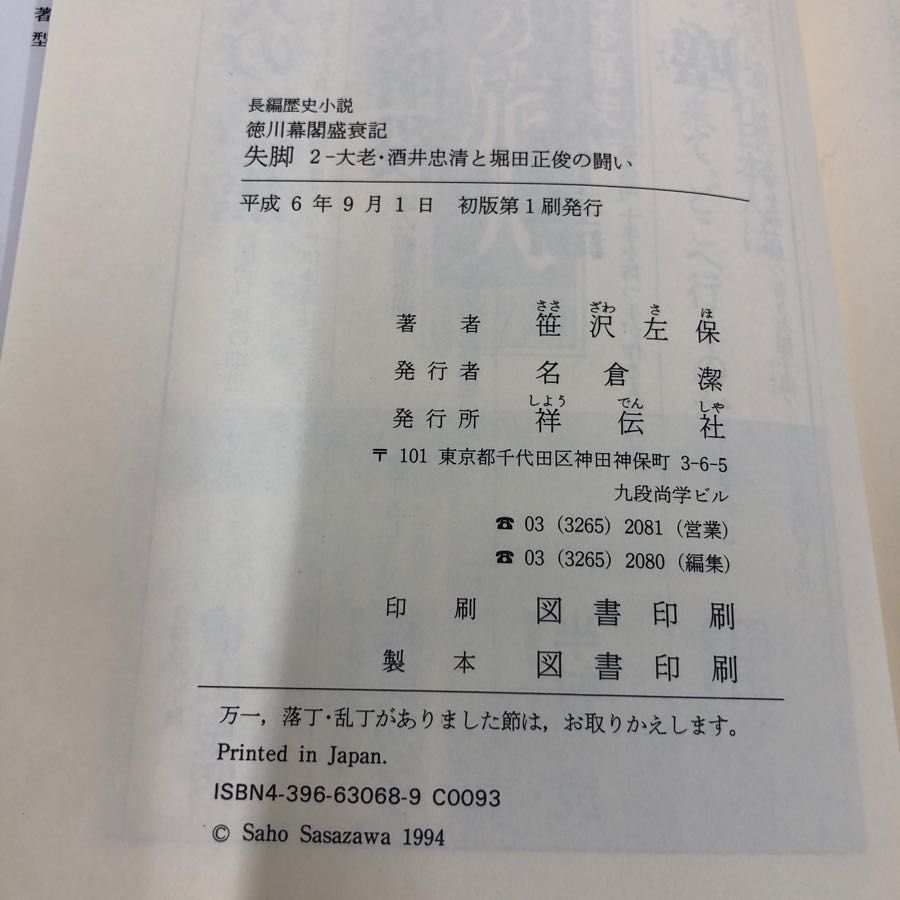 著
型
長編歴史小説
徳川幕閣盛衰記
失脚 2-大老・酒井忠清と堀田正俊の闘い
平成6年9月1日 初版第1刷発行
ささ ざわ さ ほ
著者 笹沢左保
発行者 名倉潔
しよう でん しや
発行所 祥伝社
〒101 東京都千代田区神田神保町 3-6-5
九段尚学ビル
☎ 03 (3265) 2081 (営業)
☎ 03 (3265) 2080 (編集)
印刷 図書印刷
製本 図書印刷
万一，落丁・乱丁がありました節は，お取りかえします。
Printed in Japan.
ISBN4-396-63068-9 C0093
© Saho Sasazawa 1994